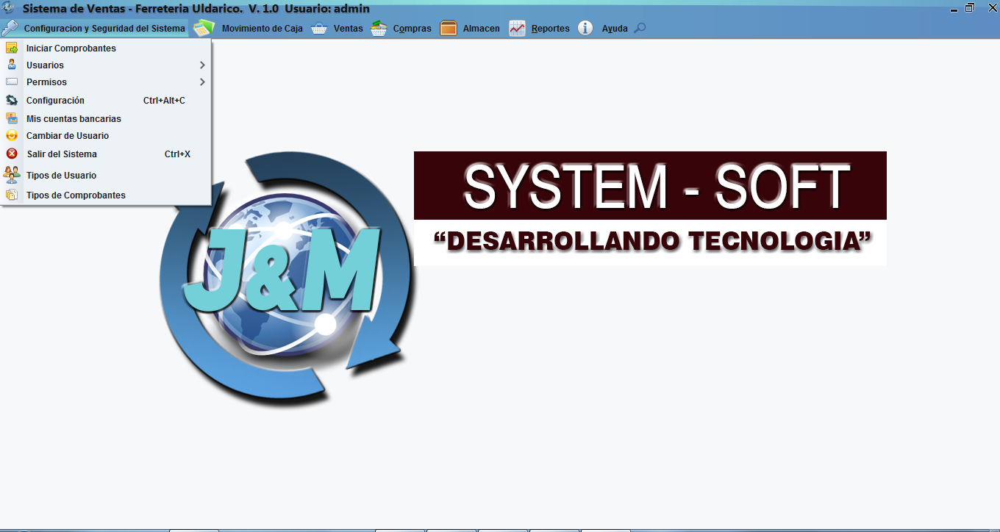 Sistema de Ventas - Ferreteria Uldarico. V. 1.0 Usuario: admin
Configuracion y Seguridad del Sistema Movimiento de Caja Ventas Compras Almacen Reportes Ayuda
Iniciar Comprobantes
Usuarios
Permisos
Configuración Ctrl+Alt+C
Mis cuentas bancarias
Cambiar de Usuario
Salir del Sistema Ctrl+X
Tipos de Usuario
Tipos de Comprobantes
SYSTEM - SOFT
“DESARROLLANDO TECNOLOGIA”
J&M